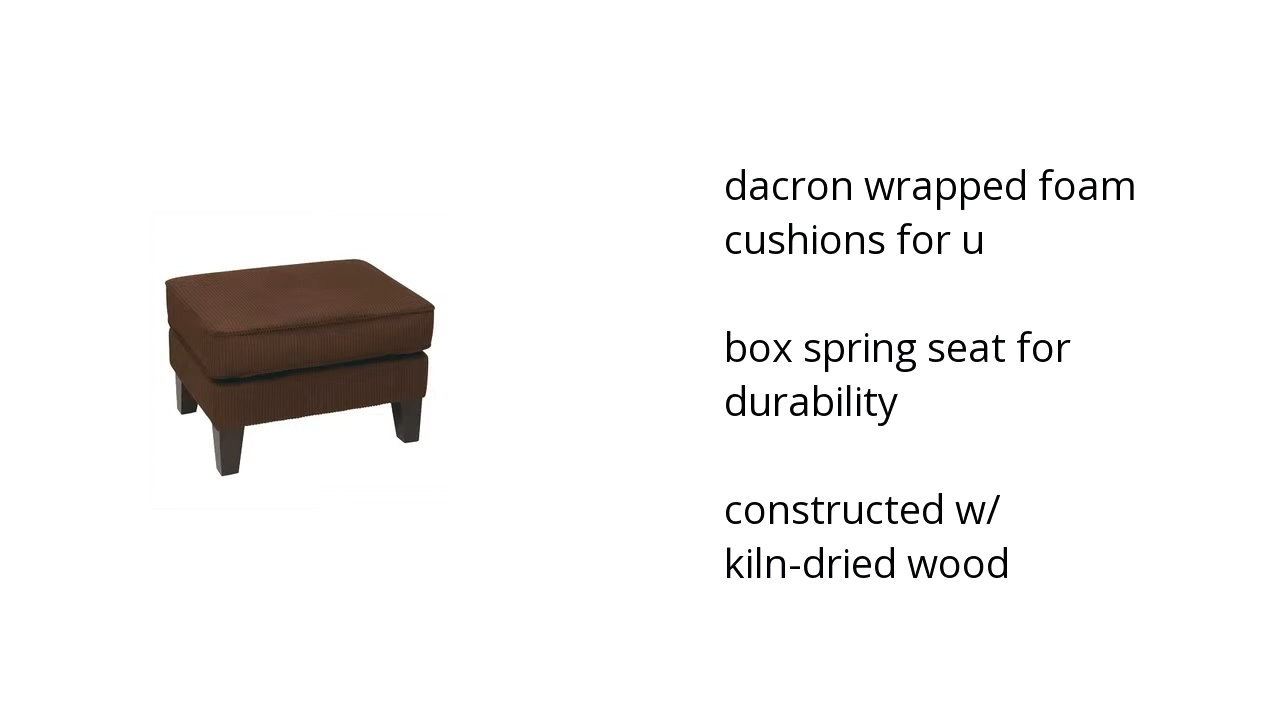 dacron wrapped foam
cushions for u
box spring seat for
durability
constructed w/
kiln-dried wood